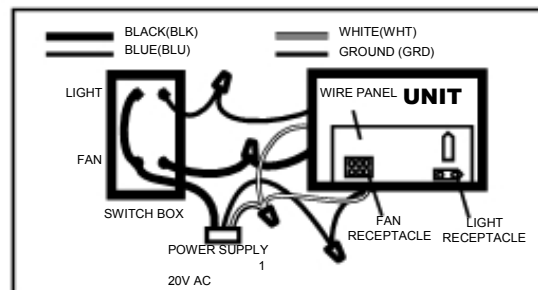 BLACK(BLK)
WHITE(WHT)
BLUE(BLU)
GROUND (GRD)
LIGHT
WIRE PANEL
UNIT
FAN
SWITCH BOX
FAN
RECEPTACLE
LIGHT
RECEPTACLE
POWER SUPPLY
1
20V AC